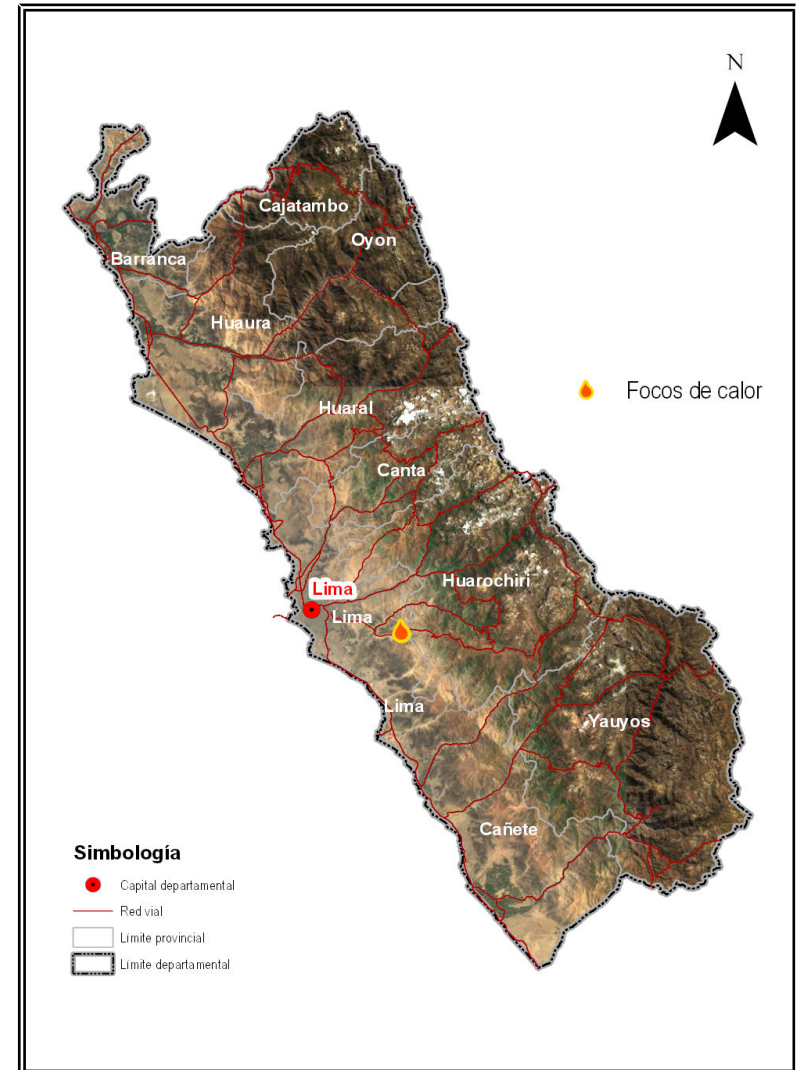 N
Cajatambo
Oyon
Barranca
Huaura
Focos de calor
Huaral
Canta
Huarochiri
Lima
Lima
Lima
Yauyos
Cañete
Simbología
Capital departamental
Red vial
Límite provincial
Límite departamental